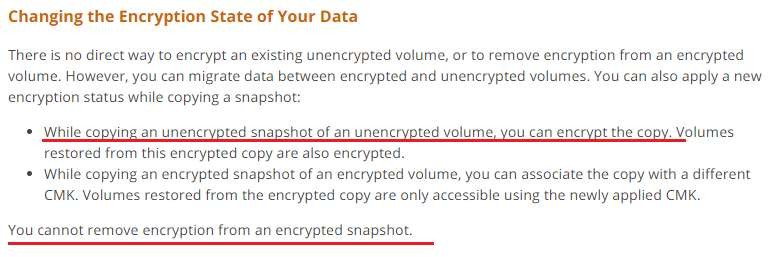 Changing the Encryption State of Your Data
There is no direct way to encrypt an existing unencrypted volume, or to remove encryption from an encrypted
volume. However, you can migrate data between encrypted and unencrypted volumes. You can also apply a new
encryption status while copying a snapshot:
• While copying an unencrypted snapshot of an unencrypted volume, you can encrypt the copy. Volumes
restored from this encrypted copy are also encrypted.
• While copying an encrypted snapshot of an encrypted volume, you can associate the copy with a different
CMK. Volumes restored from the encrypted copy are only accessible using the newly applied CMK.
You cannot remove encryption from an encrypted snapshot.